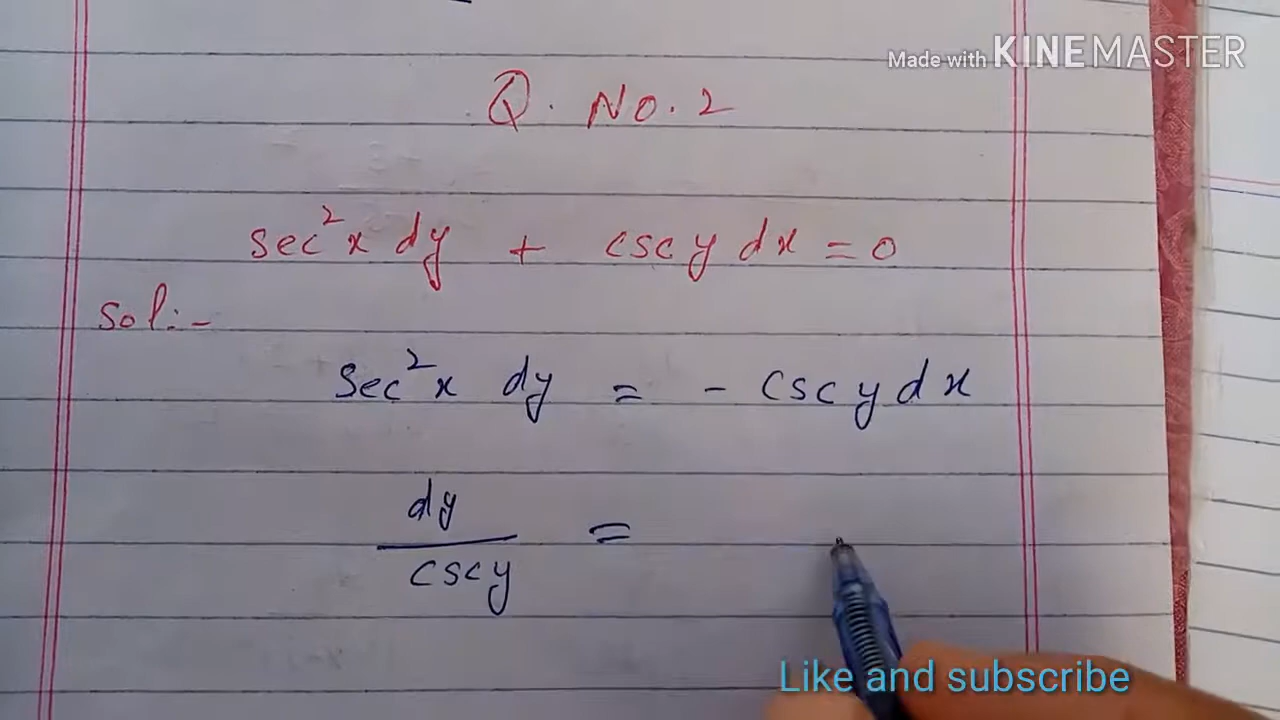 Made with KINEMASTER
Q. No. 2
sec²x dy + cscy dx = 0
Sol:-
Sec²x dy = - cscy dx
dy
cscy
=
Like and subscribe